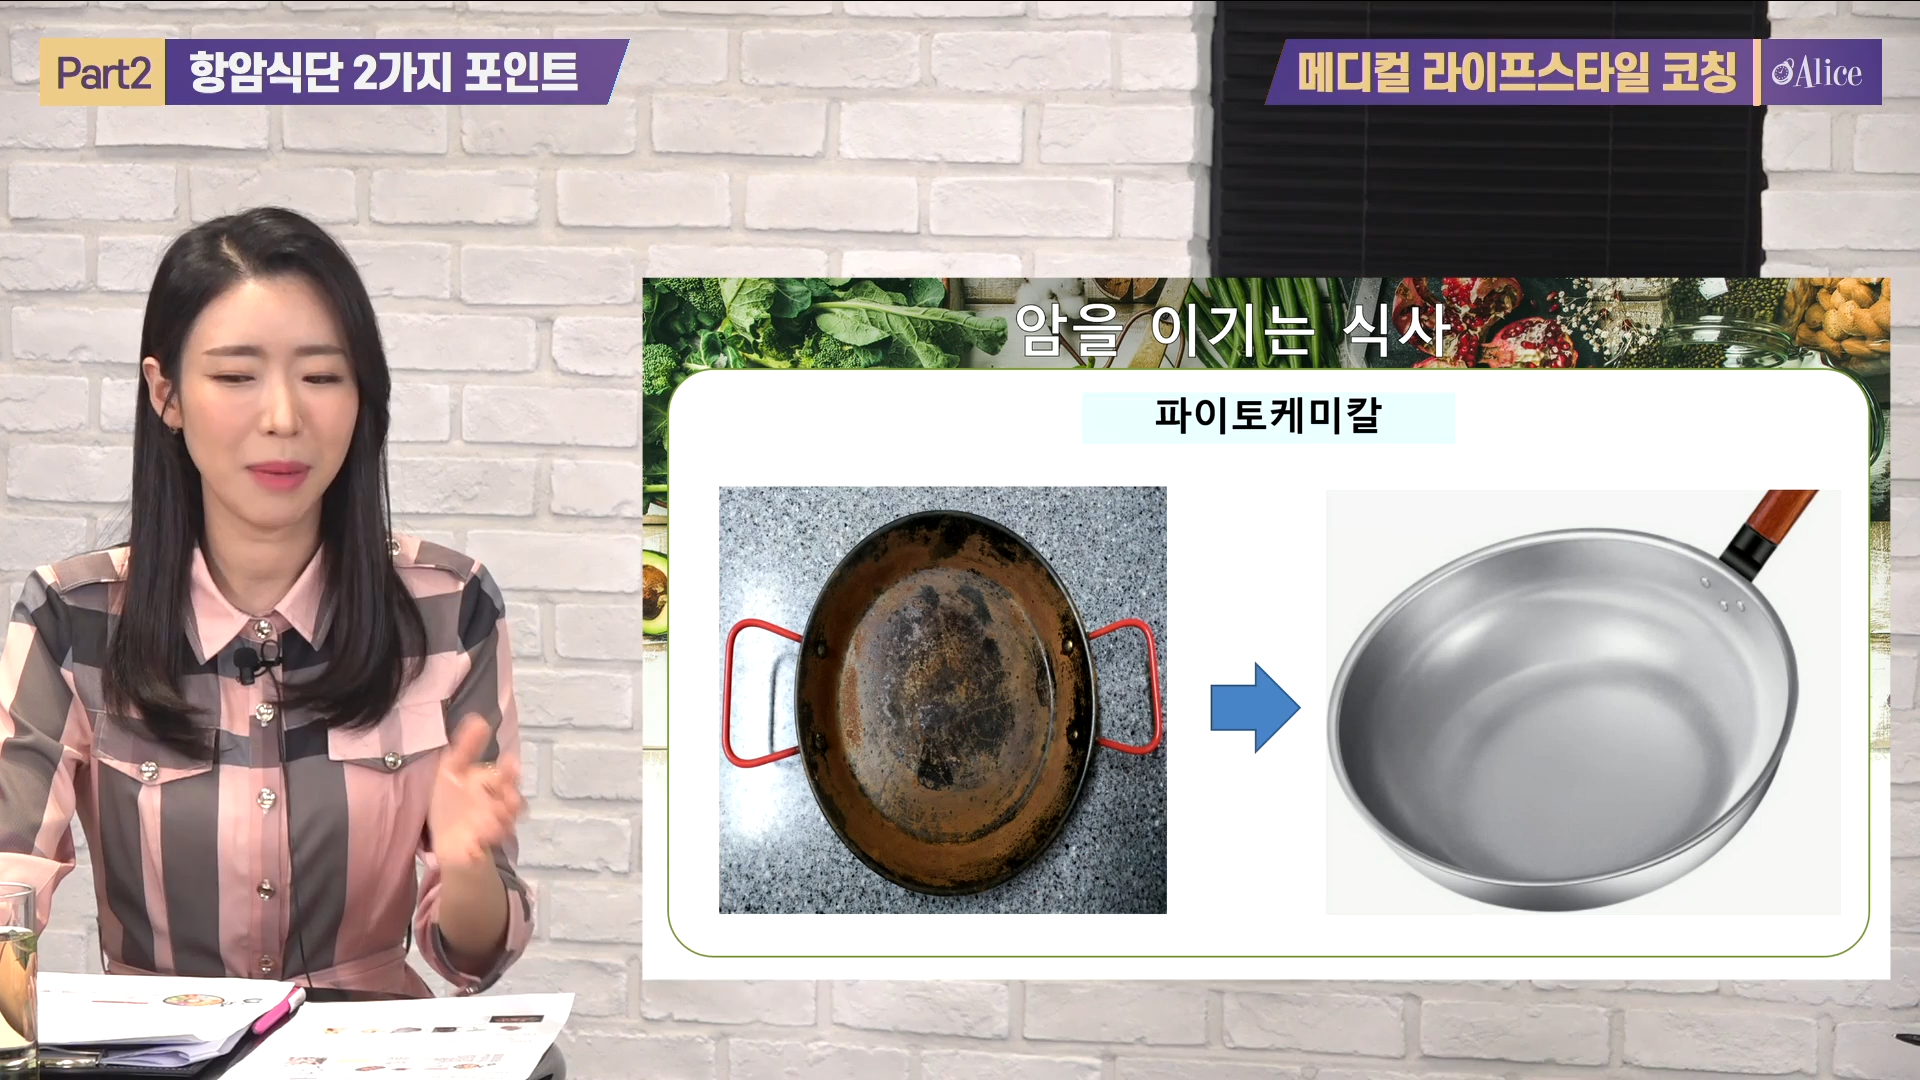 Part2 항암식단 2가지 포인트
메디컬 라이프스타일 코칭 Alice
암을 이기는 식사
파이토케미칼